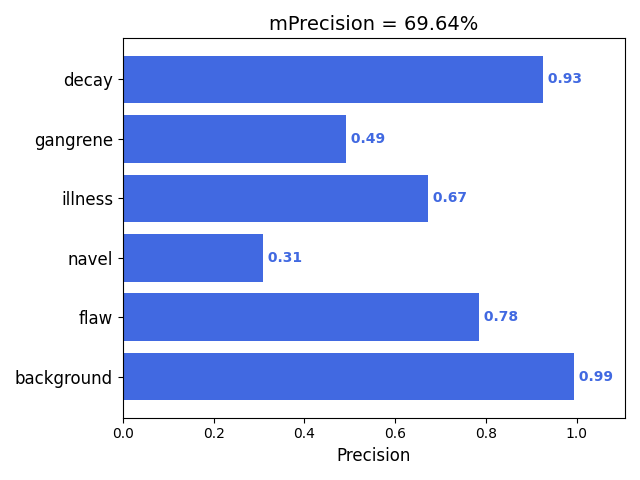 mPrecision = 69.64%
decay 0.93
gangrene 0.49
illness 0.67
navel 0.31
flaw 0.78
background 0.99
0.0 0.2 0.4 0.6 0.8 1.0
Precision